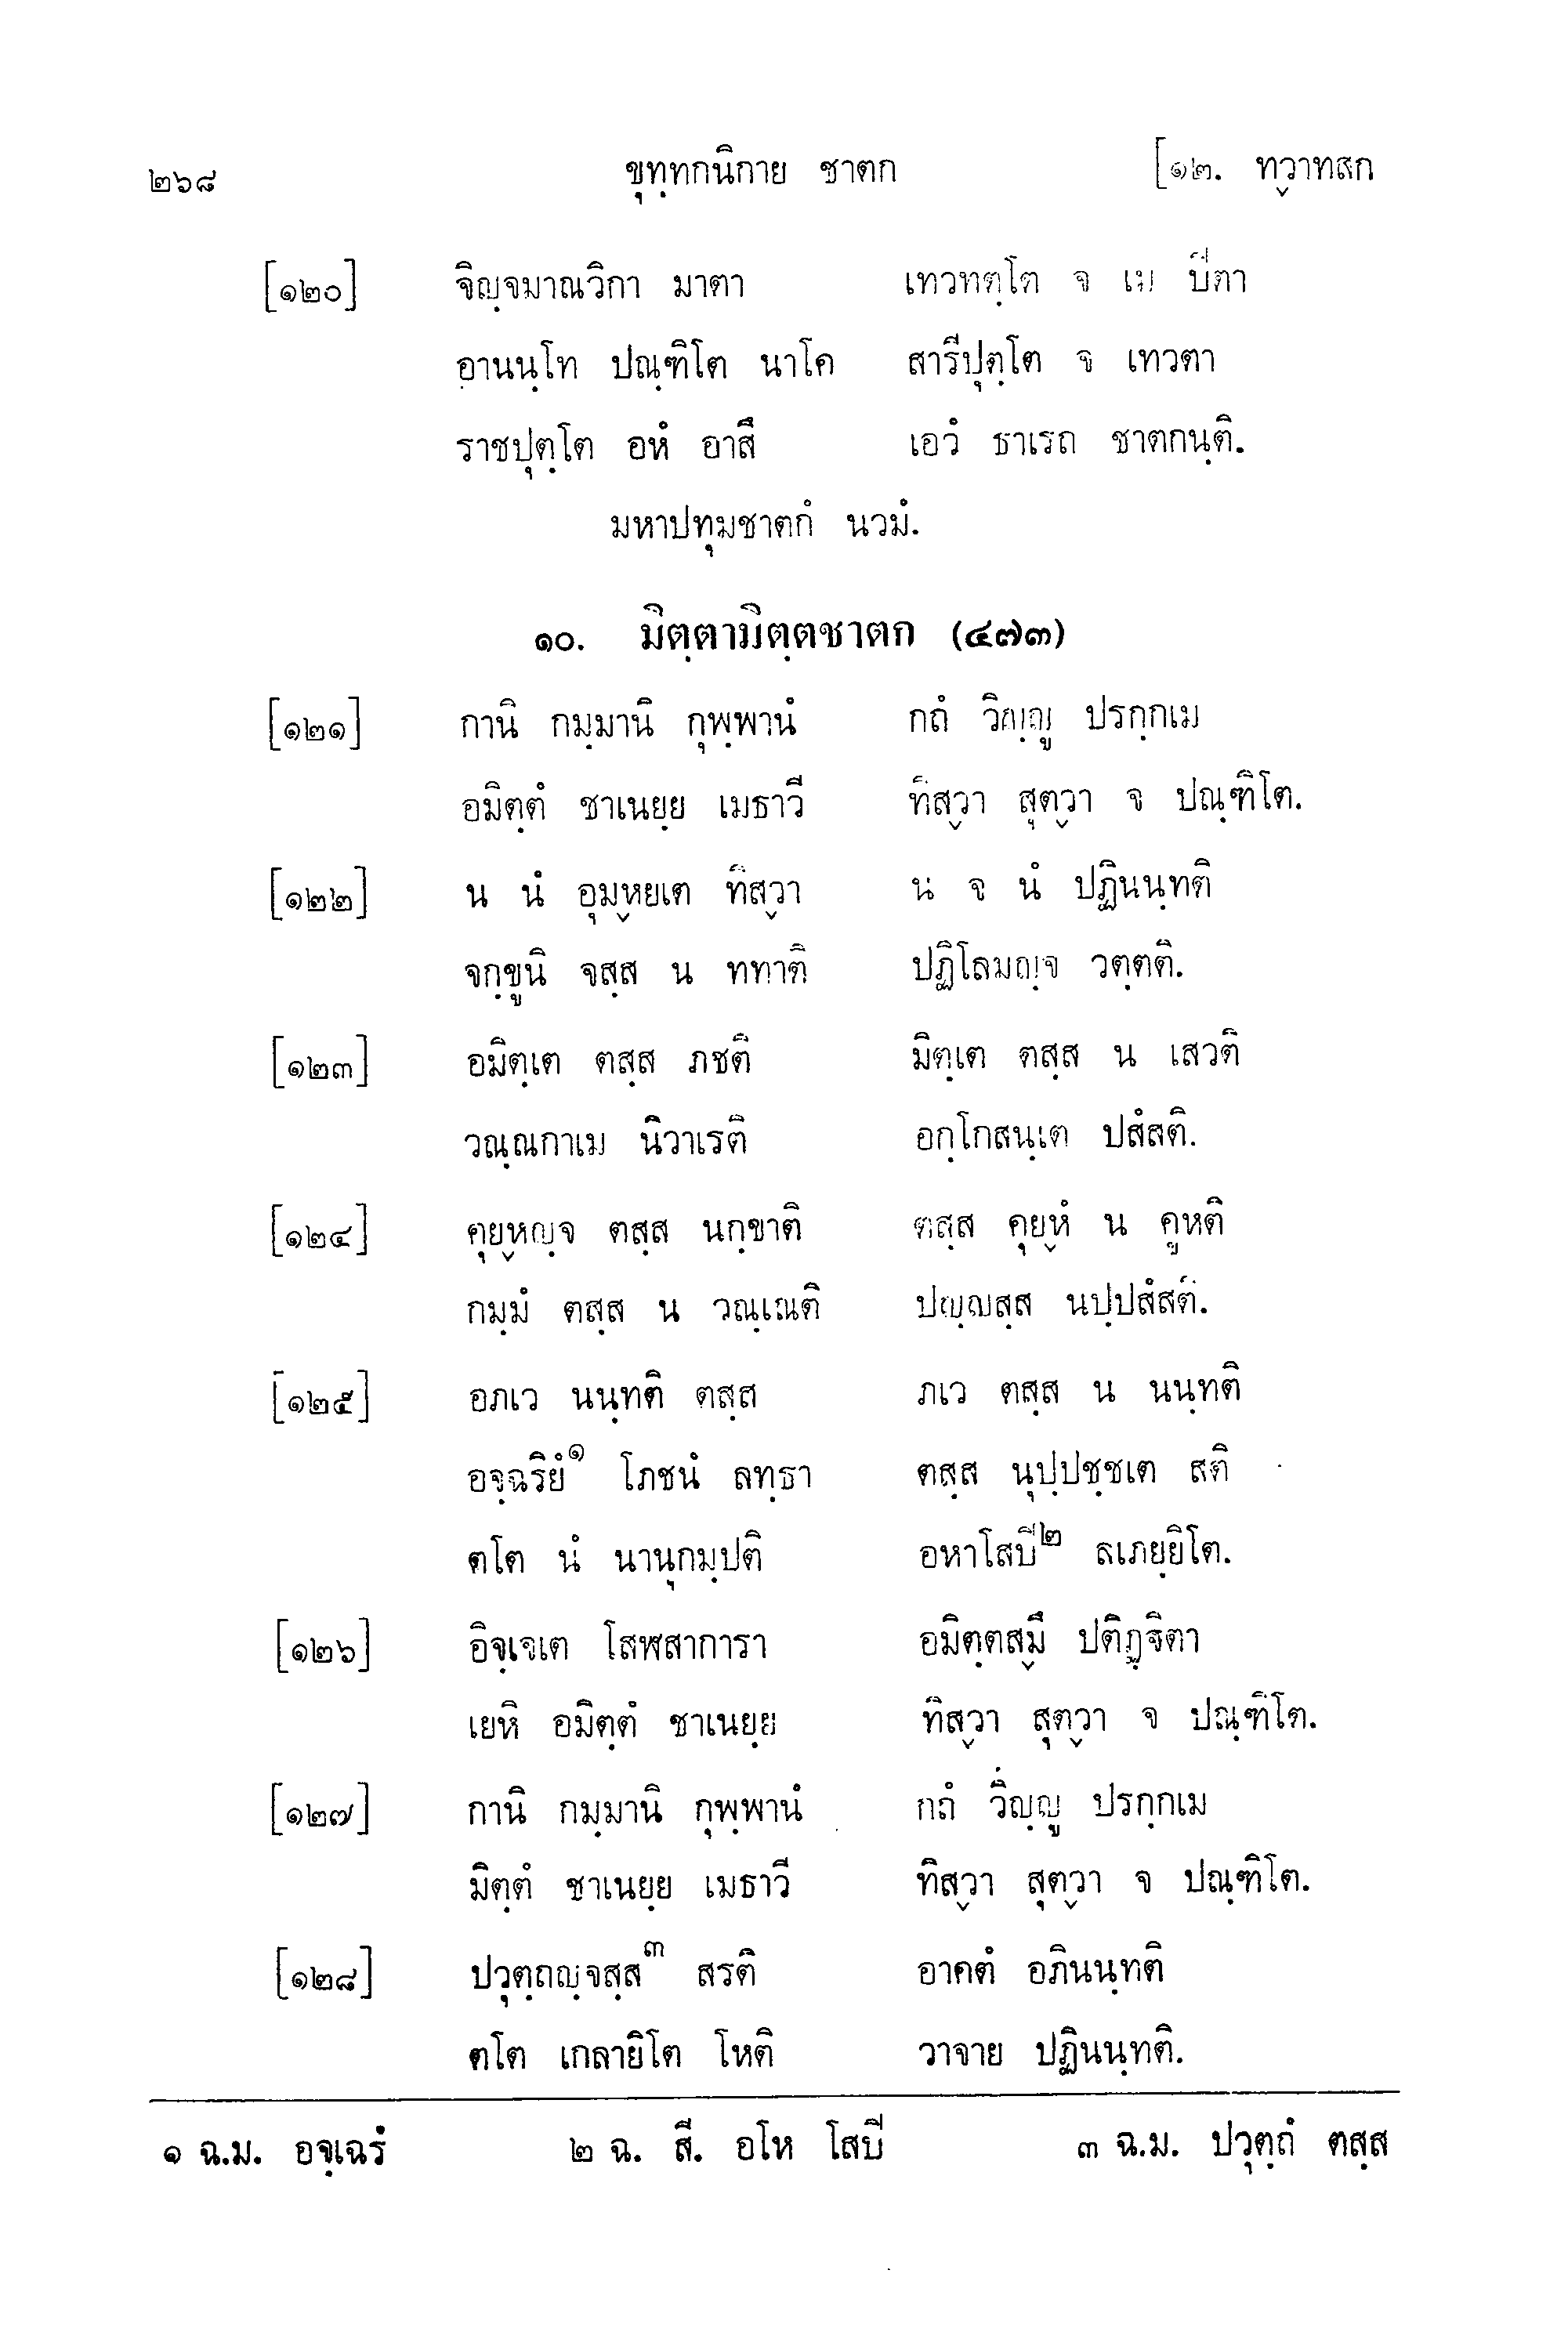 ๒๖๘ ขุทฺทกนิกาย ชาตก [๑๒. ทฺวาทสก
[๑๒๐] จิญฺจมาณวิกา มาตา เทวทตฺโต จ เม ปิตา
อานนฺโท ปณฺฑิโต นาโค สารีปุตฺโต จ เทวตา
ราชปุตฺโต อหํ อาสึ เอวํ ธาเรถ ชาตกนฺติ.
มหาปทุมชาตกํ นวมํ.
๑๐. มิตฺตามิตฺตชาตก (๔๗๓)
[๑๒๑] กานิ กมฺมานิ กุพฺพานํ กถํ วิญฺญู ปรกฺกเม
อมิตฺตํ ชาเนยฺย เมธาวี ทิสฺวา สุตฺวา จ ปณฺฑิโต.
[๑๒๒] น นํ อุมฺหยเต ทิสฺวา น จ นํ ปฏินนฺทติ
จกฺขูนิ จสฺส น ททาติ ปฏิโลมญฺจ วตฺตติ.
[๑๒๓] อมิตฺเต ตสฺส ภชติ มิตฺเต ตสฺส น เสวติ
วณฺณกาเม นิวาเรติ อกฺโกสนฺเต ปสํสติ.
[๑๒๔] คุยฺหญฺจ ตสฺส นกฺขาติ ตสฺส คุยฺหํ น คูหติ
กมฺมํ ตสฺส น วณฺเณติ ปญฺญสฺส นปฺปสํสติ.
[๑๒๕] อภเว นนฺทติ ตสฺส ภเว ตสฺส น นนฺทติ
อจฺฉริยํ๑ โภชนํ ลทฺธา ตสฺส นุปฺปชฺชเต สติ
ตโต นํ นานุกมฺปติ อหาโสปิ๒ ลเภยฺยิโต.
[๑๒๖] อิจฺเจเต โสฬสาการา อมิตฺตสฺมึ ปติฏฺฐิตา
เยหิ อมิตฺตํ ชาเนยฺย ทิสฺวา สุตฺวา จ ปณฺฑิโต.
[๑๒๗] กานิ กมฺมานิ กุพฺพานํ กถํ วิญฺญู ปรกฺกเม
มิตฺตํ ชาเนยฺย เมธาวี ทิสฺวา สุตฺวา จ ปณฺฑิโต.
[๑๒๘] ปวุตฺถญฺจสฺส๓ สรติ อาคตํ อภินนฺทติ
ตโต เกลายิโต โหติ วาจาย ปฏินนฺทติ.
๑ ฉ.ม. อจฺเฉรํ ๒ ฉ. สี. อโห โสปิ ๓ ฉ.ม. ปวุตฺถํ ตสฺส